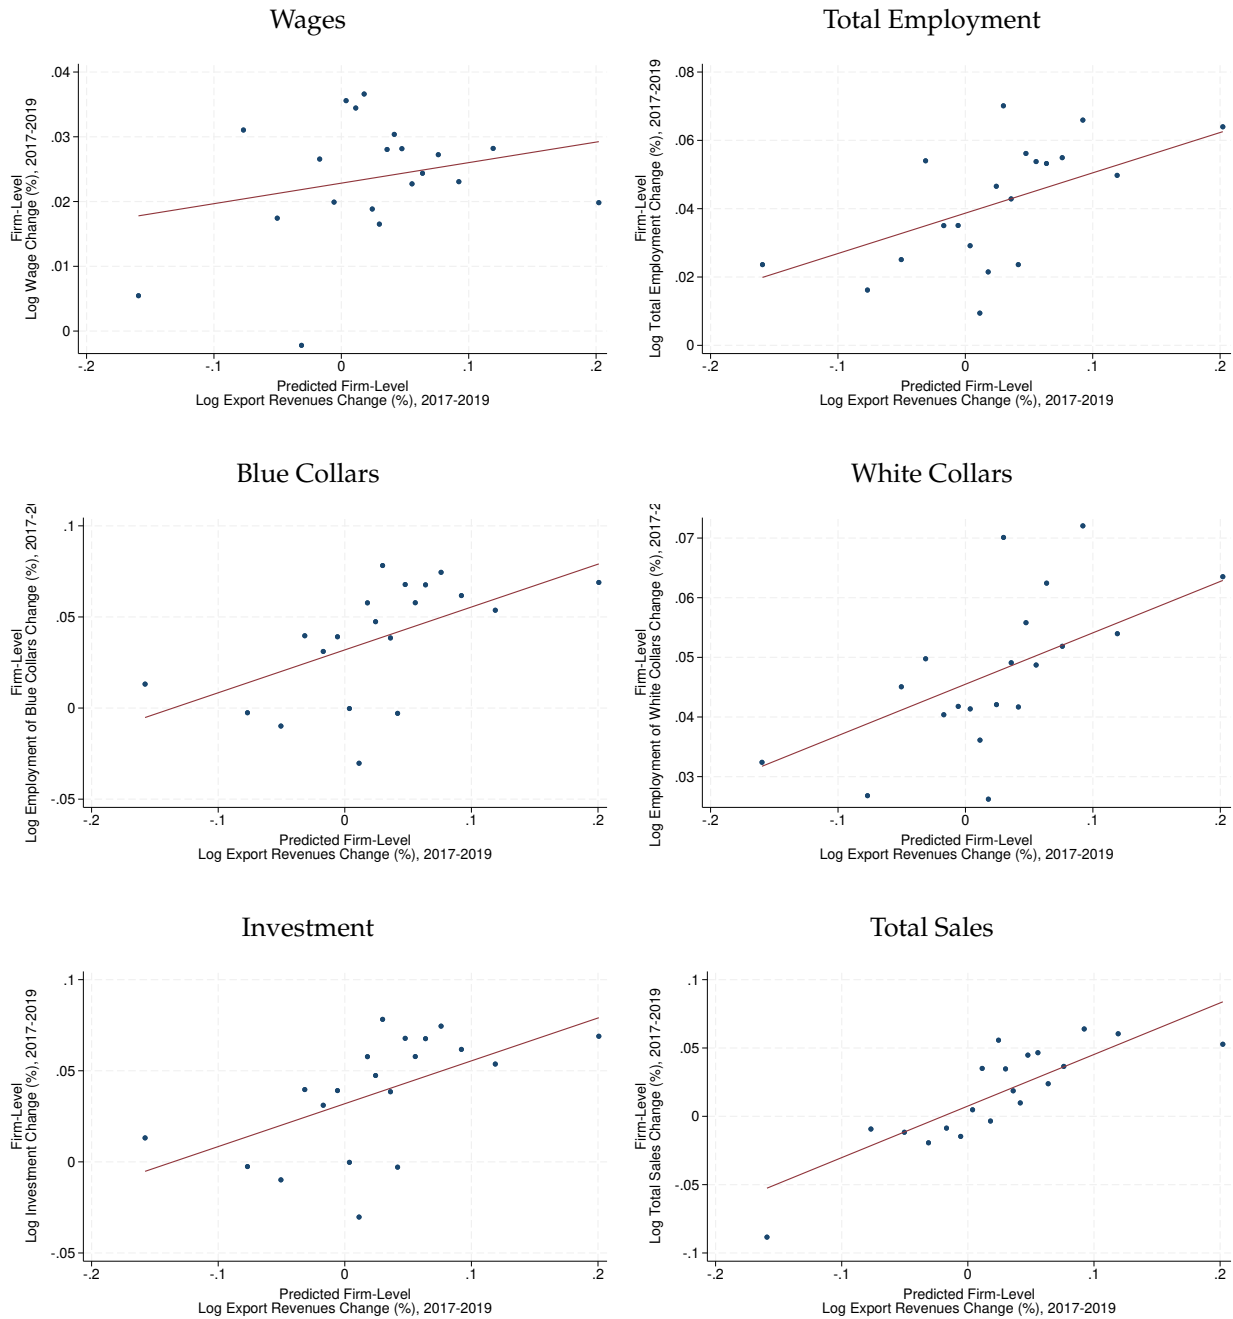 Wages
Firm-Level
Log Wage Change (%), 2017-2019
.04
.03
.02
.01
0
-.2
-.1
0
.1
.2
Predicted Firm-Level
Log Export Revenues Change (%), 2017-2019
Total Employment
Firm-Level
Log Total Employment Change (%), 2017-2019
.08
.06
.04
.02
0
-.2
-.1
0
.1
.2
Predicted Firm-Level
Log Export Revenues Change (%), 2017-2019
Blue Collars
Firm-Level
Log Employment of Blue Collars Change (%), 2017-2
.1
.05
0
-.05
-.2
-.1
0
.1
.2
Predicted Firm-Level
Log Export Revenues Change (%), 2017-2019
White Collars
Firm-Level
Log Employment of White Collars Change (%), 2017-2
.07
.06
.05
.04
.03
-.2
-.1
0
.1
.2
Predicted Firm-Level
Log Export Revenues Change (%), 2017-2019
Investment
Firm-Level
Log Investment Change (%), 2017-2019
.1
.05
0
-.05
-.2
-.1
0
.1
.2
Predicted Firm-Level
Log Export Revenues Change (%), 2017-2019
Total Sales
Firm-Level
Log Total Sales Change (%), 2017-2019
.1
.05
0
-.05
-.1
-.2
-.1
0
.1
.2
Predicted Firm-Level
Log Export Revenues Change (%), 2017-2019